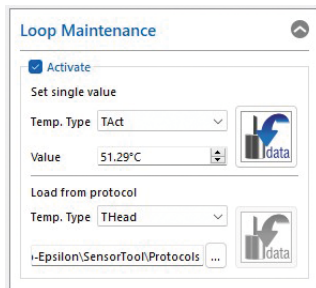 Loop Maintenance
Activate
Set single value
Temp. Type TAct
Value 51.29°C
data
Load from protocol
Temp. Type THead
-Epsilon\SensorTool\Protocols ...
data